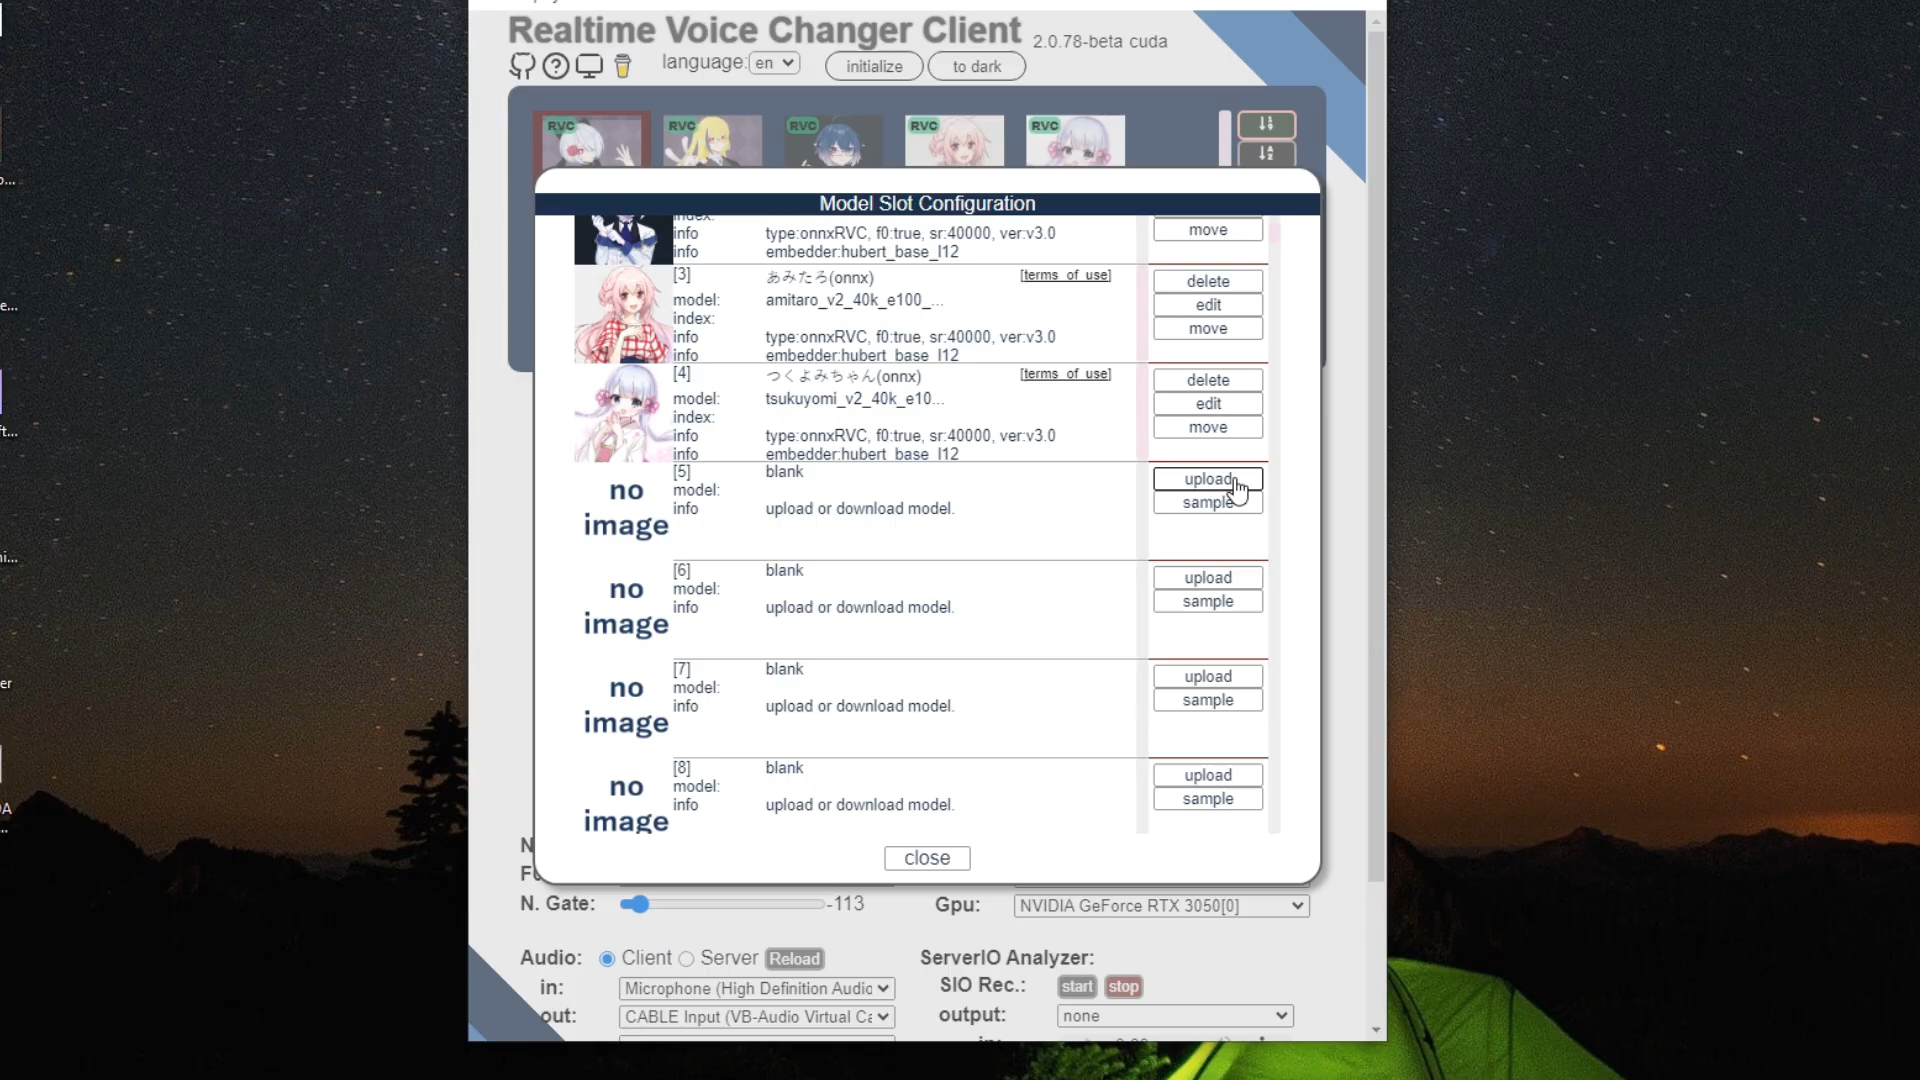 Realtime Voice Changer Client 2.0.78-beta cuda
language: en initialize to dark
RVC RVC RVC RVC RVC
Model Slot Configuration
index:
info type:onnxRVC, f0:true, sr:40000, ver:v3.0
info embedder:hubert_base_l12
move
[3] あみたろ(onnx) [terms_of_use]
model: amitaro_v2_40k_e100_...
index:
info type:onnxRVC, f0:true, sr:40000, ver:v3.0
info embedder:hubert_base_l12
delete
edit
move
[4] つくよみちゃん(onnx) [terms_of_use]
model: tsukuyomi_v2_40k_e10...
index:
info type:onnxRVC, f0:true, sr:40000, ver:v3.0
info embedder:hubert_base_l12
delete
edit
move
no image
[5] blank
model:
info upload or download model.
upload
sample
no image
[6] blank
model:
info upload or download model.
upload
sample
no image
[7] blank
model:
info upload or download model.
upload
sample
no image
[8] blank
model:
info upload or download model.
upload
sample
close
N. Gate: -113 Gpu: NVIDIA GeForce RTX 3050[0]
Audio: Client Server Reload ServerIO Analyzer:
in: Microphone (High Definition Audic SIO Rec.: start stop
out: CABLE Input (VB-Audio Virtual Ca output: none